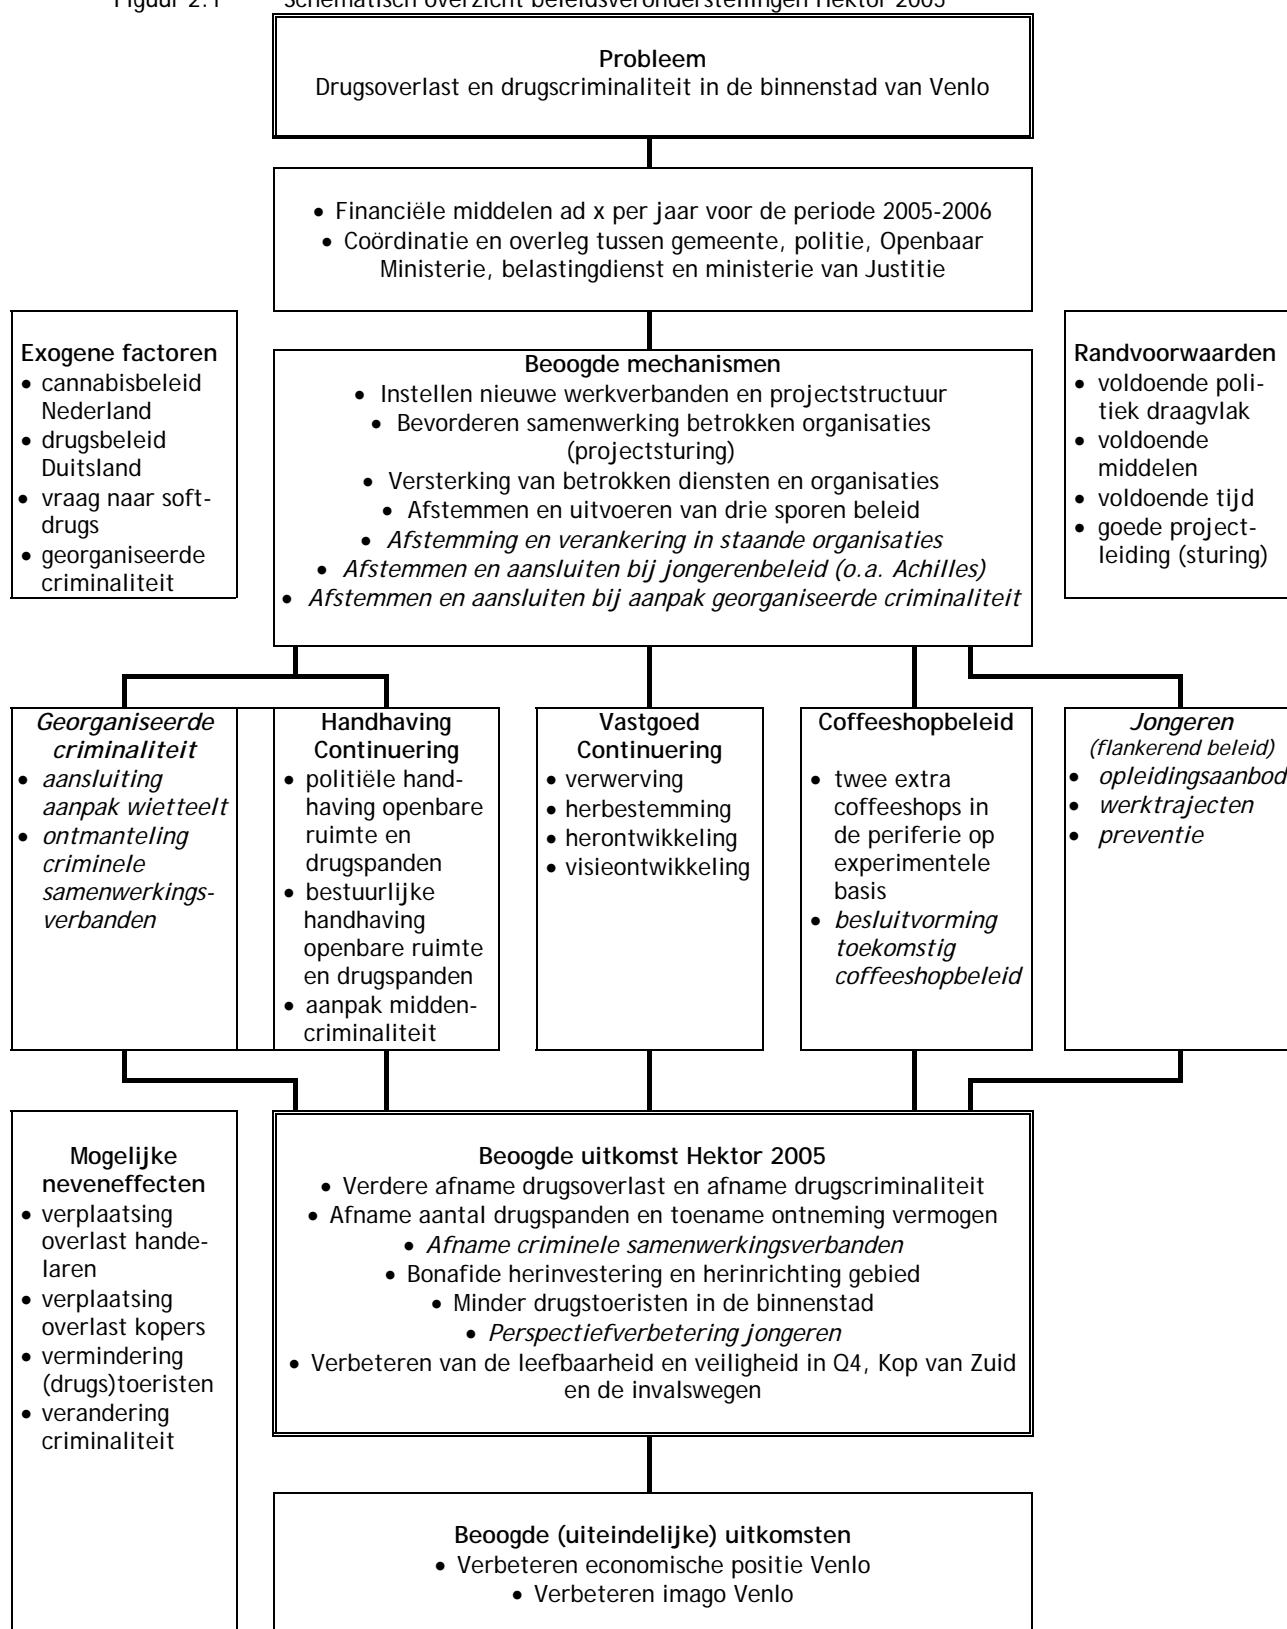 Figuur 2.1 Schematisch overzicht beleidsveronderstellingen Hektor 2005
Probleem
Drugsoverlast en drugscriminaliteit in de binnenstad van Venlo
• Financiële middelen ad x per jaar voor de periode 2005-2006
• Coördinatie en overleg tussen gemeente, politie, Openbaar
Ministerie, belastingdienst en ministerie van Justitie
Exogene factoren
• cannabisbeleid
Nederland
• drugsbeleid
Duitsland
• vraag naar soft-
drugs
• georganiseerde
criminaliteit
Beoogde mechanismen
• Instellen nieuwe werkverbanden en projectstructuur
• Bevorderen samenwerking betrokken organisaties
(projectsturing)
• Versterking van betrokken diensten en organisaties
• Afstemmen en uitvoeren van drie sporen beleid
• Afstemming en verankering in staande organisaties
• Afstemmen en aansluiten bij jongerenbeleid (o.a. Achilles)
• Afstemmen en aansluiten bij aanpak georganiseerde criminaliteit
Randvoorwaarden
• voldoende poli-
tiek draagvlak
• voldoende
middelen
• voldoende tijd
• goede project-
leiding (sturing)
Georganiseerde
criminaliteit
• aansluiting
aanpak wietteelt
• ontmanteling
criminele
samenwerkings-
verbanden
Handhaving
Continuering
• politiële hand-
having openbare
ruimte en
drugspanden
• bestuurlijke
handhaving
openbare ruimte
en drugspanden
• aanpak midden-
criminaliteit
Vastgoed
Continuering
• verwerving
• herbestemming
• herontwikkeling
• visieontwikkeling
Coffeeshopbeleid
• twee extra
coffeeshops in
de periferie op
experimentele
basis
• besluitvorming
toekomstig
coffeeshopbeleid
Jongeren
(flankerend beleid)
• opleidingsaanbod
• werktrajecten
• preventie
Mogelijke
neveneffecten
• verplaatsing
overlast hande-
laren
• verplaatsing
overlast kopers
• vermindering
(drugs)toeristen
• verandering
criminaliteit
Beoogde uitkomst Hektor 2005
• Verdere afname drugsoverlast en afname drugscriminaliteit
• Afname aantal drugspanden en toename ontneming vermogen
• Afname criminele samenwerkingsverbanden
• Bonafide herinvestering en herinrichting gebied
• Minder drugstoeristen in de binnenstad
• Perspectiefverbetering jongeren
• Verbeteren van de leefbaarheid en veiligheid in Q4, Kop van Zuid
en de invalswegen
Beoogde (uiteindelijke) uitkomsten
• Verbeteren economische positie Venlo
• Verbeteren imago Venlo